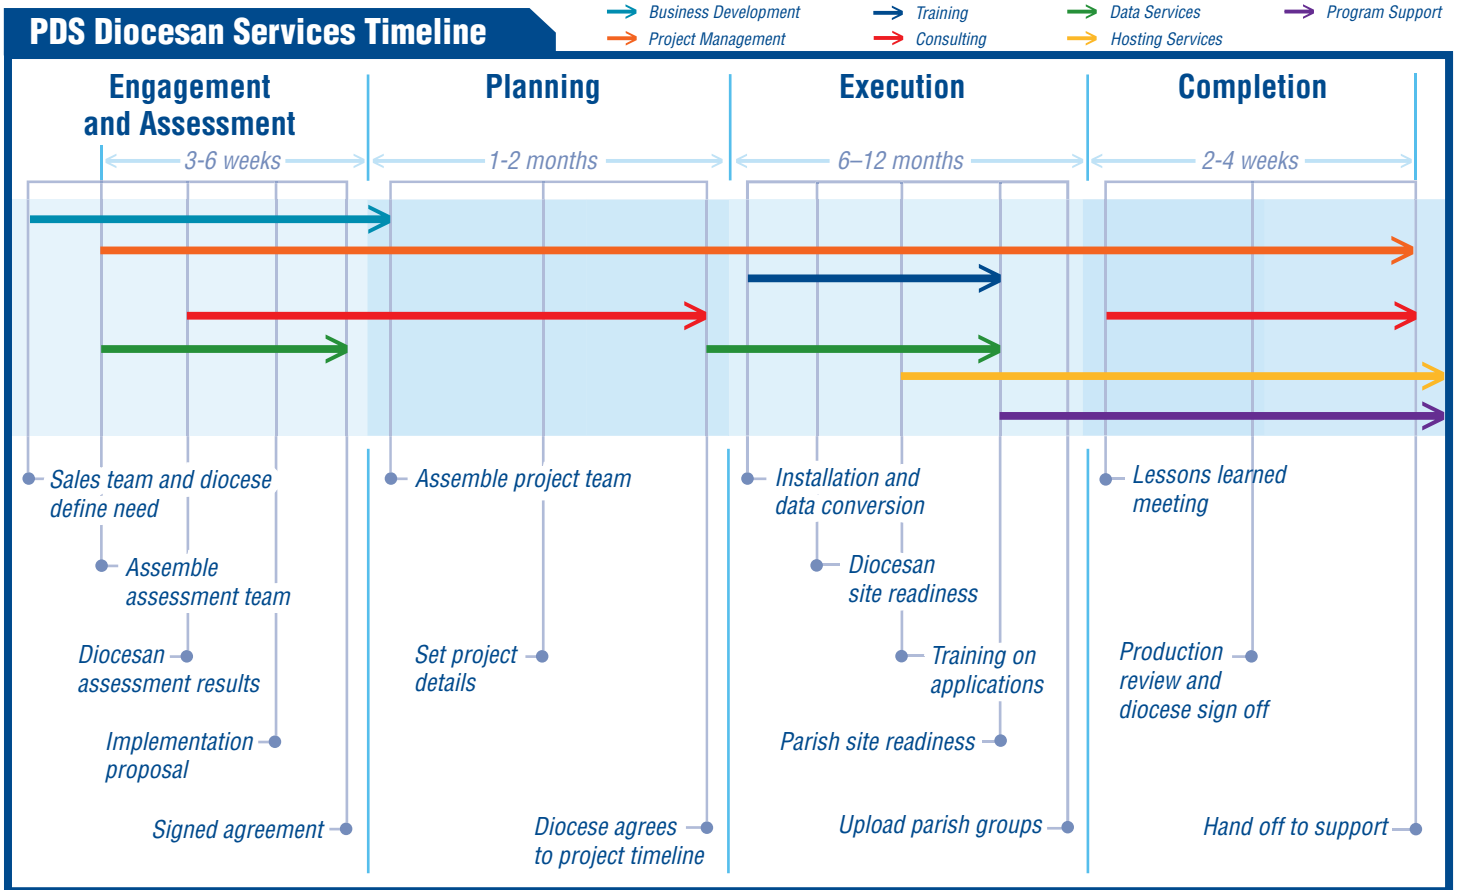 PDS Diocesan Services Timeline
Business Development
Training
Data Services
Program Support
Project Management
Consulting
Hosting Services
Engagement
and Assessment
Planning
Execution
Completion
3-6 weeks
1-2 months
6–12 months
2-4 weeks
Sales team and diocese
define need
Assemble
assessment team
Diocesan
assessment results
Implementation
proposal
Signed agreement
Assemble project team
Set project
details
Diocese agrees
to project timeline
Installation and
data conversion
Diocesan
site readiness
Training on
applications
Parish site readiness
Upload parish groups
Lessons learned
meeting
Production
review and
diocese sign off
Hand off to support